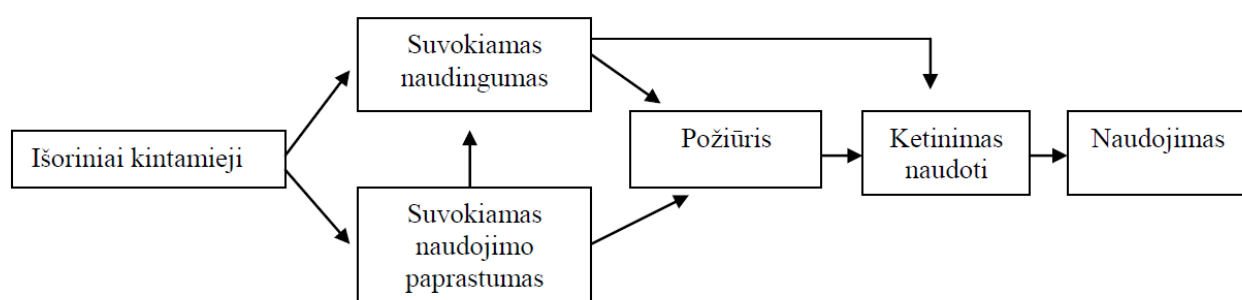 Suvokiamas
naudingumas
Išoriniai kintamieji
Suvokiamas
naudojimo
paprastumas
Požiūris
Ketinimas
naudoti
Naudojimas